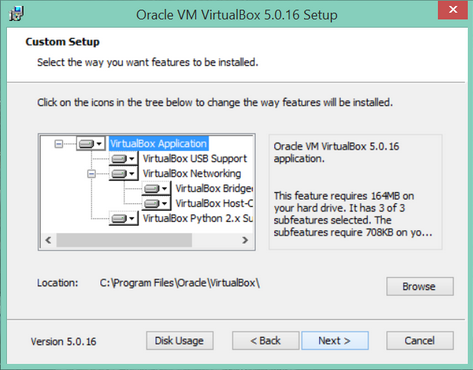 Oracle VM VirtualBox 5.0.16 Setup
Custom Setup
Select the way you want features to be installed.
Click on the icons in the tree below to change the way features will be installed.
VirtualBox Application
VirtualBox USB Support
VirtualBox Networking
VirtualBox Bridge
VirtualBox Host-C
VirtualBox Python 2.x Su
Oracle VM VirtualBox 5.0.16
application.
This feature requires 164MB on
your hard drive. It has 3 of 3
subfeatures selected. The
subfeatures require 708KB on yo...
Location: C:\Program Files\Oracle\VirtualBox\
Browse
Version 5.0.16
Disk Usage
< Back
Next >
Cancel